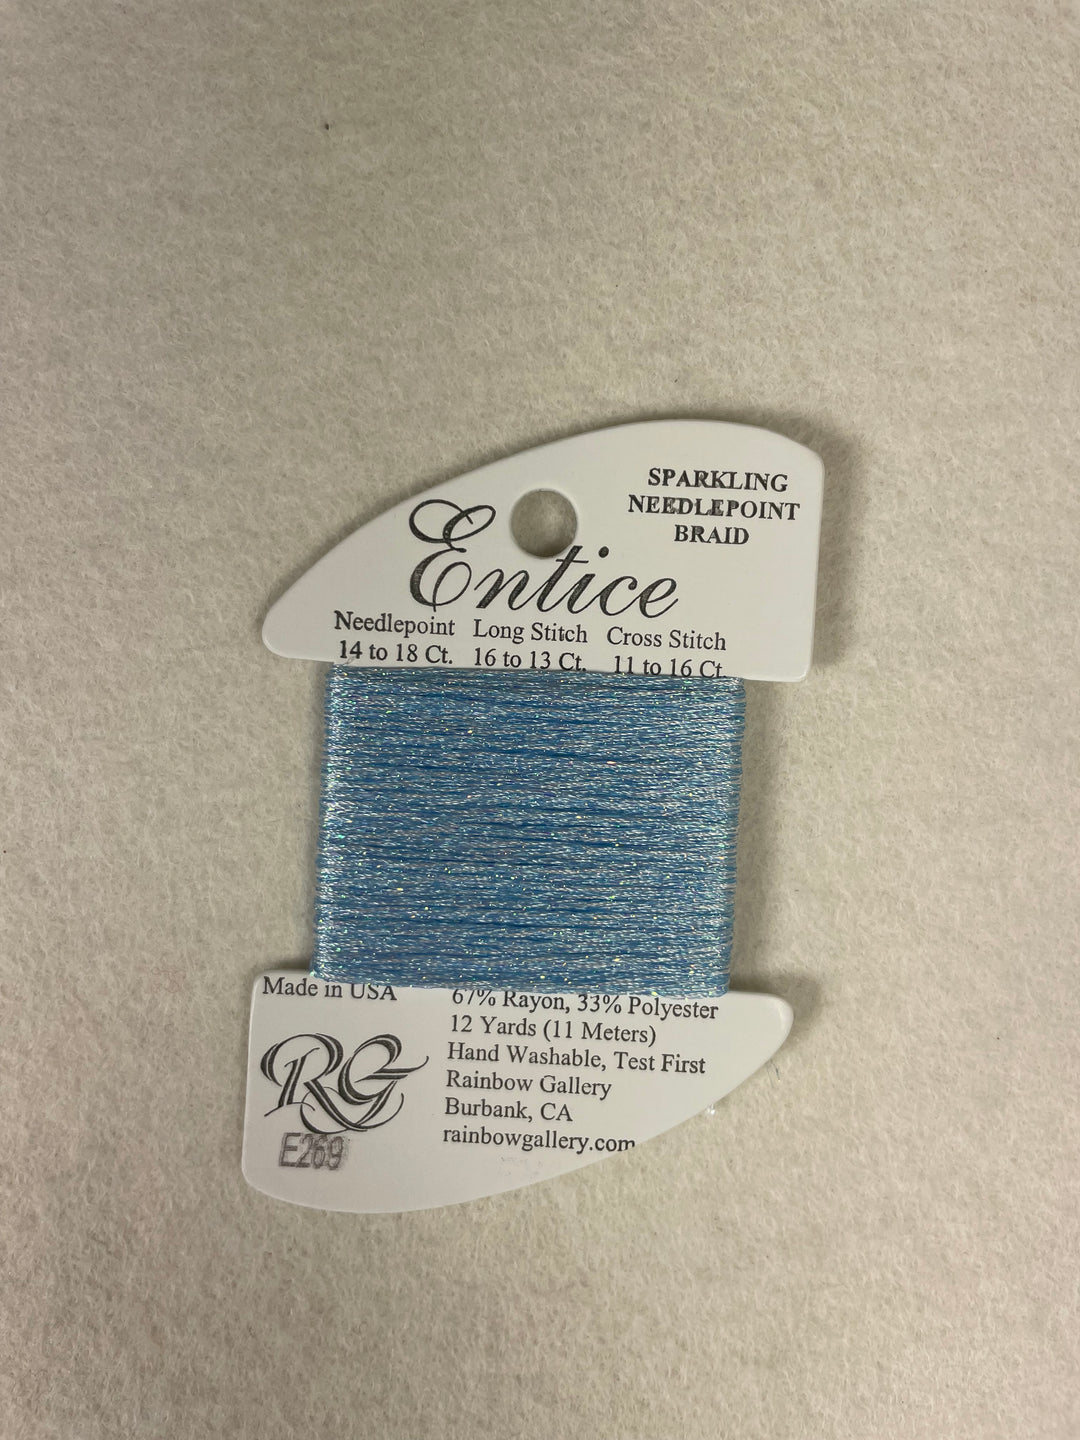 SPARKLING
NEEDLEPOINT
BRAID
Entice
Needlepoint Long Stitch Cross Stitch
14 to 18 Ct. 16 to 13 Ct. 11 to 16 Ct.
Made in USA
67% Rayon, 33% Polyester
12 Yards (11 Meters)
Hand Washable, Test First
Rainbow Gallery
Burbank, CA
rainbowgallery.com
RG
E269